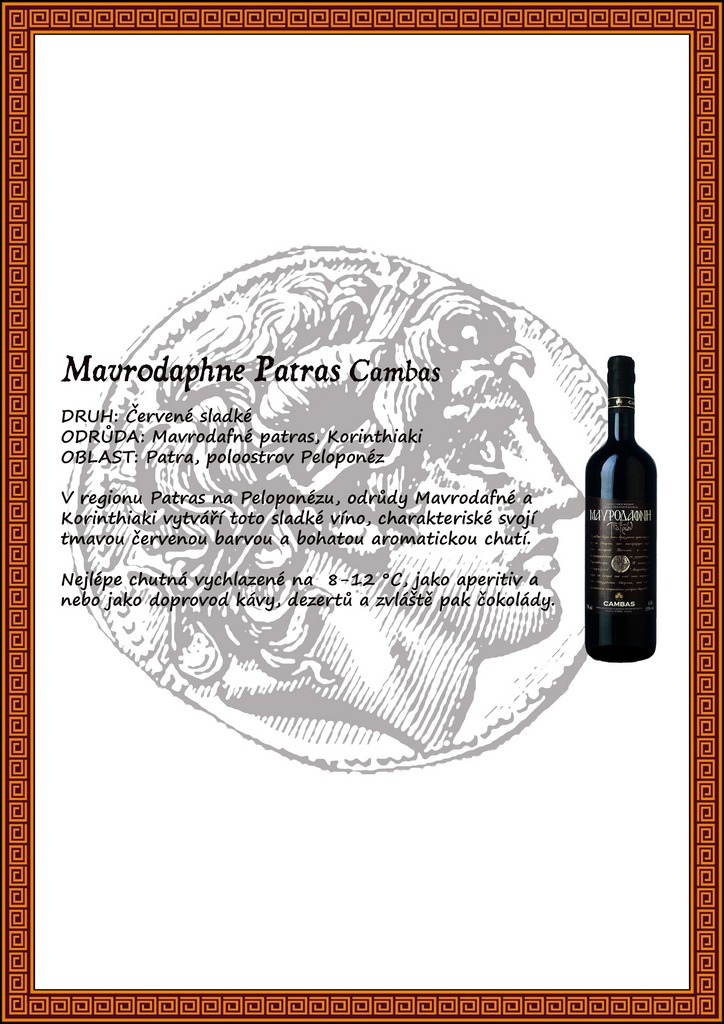 Mavrodaphne Patras Cambas
DRUH: Červené sladké
ODRŮDA: Mavrodafné patras, Korinthiaki
OBLAST: Patra, poloostrov Peloponéz
V regionu Patras na Peloponézu, odrůdy Mavrodafné a
Korinthiaki vytváří toto sladké víno, charakteriské svojí
tmavou červenou barvou a bohatou aromatickou chutí.
Nejlépe chutná vychlazené na 8-12 °C, jako aperitiv a
nebo jako doprovod kávy, dezertů a zvláště pak čokolády.
ΜΑΥΡΟΔΑΦΝΗ
CAMBAS